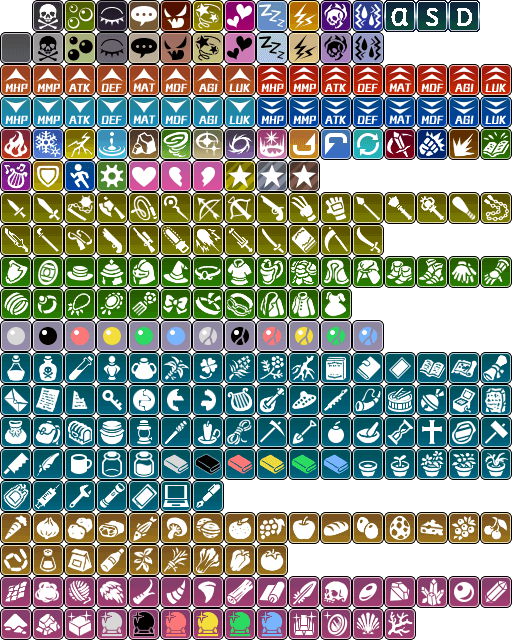 a S D
MHP MMP ATK DEF MAT MDF AGI LUK MHP MMP ATK DEF MAT MDF AGI LUK
MHP MMP ATK DEF MAT MDF AGI LUK MHP MMP ATK DEF MAT MDF AGI LUK